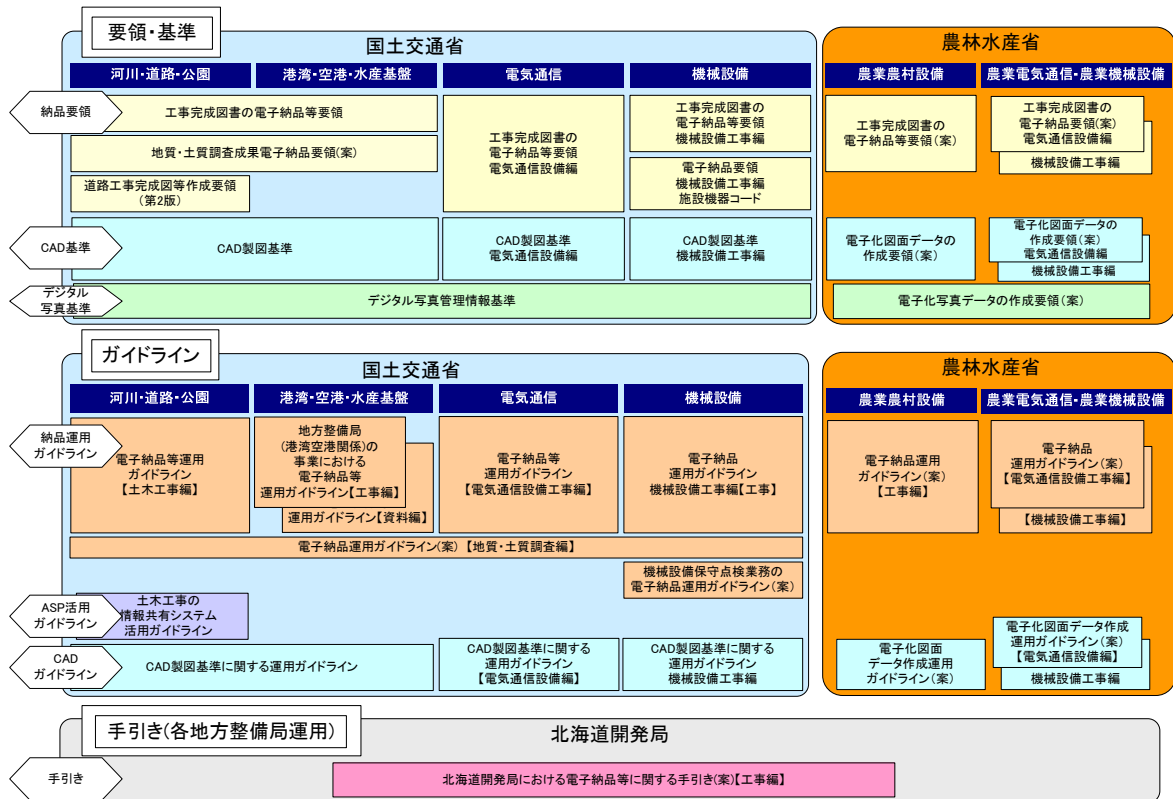 要領・基準
国土交通省
農林水産省
河川・道路・公園
港湾・空港・水産基盤
電気通信
機械設備
農業農村設備
農業電気通信・農業機械設備
納品要領
工事完成図書の電子納品等要領
地質・土質調査成果電子納品要領(案)
道路工事完成図等作成要領
(第2版)
工事完成図書の
電子納品等要領
電気通信設備編
工事完成図書の
電子納品等要領
機械設備工事編
電子納品要領
機械設備工事編
施設機器コード
工事完成図書の
電子納品等要領(案)
工事完成図書の
電子納品要領(案)
電気通信設備編
機械設備工事編
CAD基準
CAD製図基準
CAD製図基準
電気通信設備編
CAD製図基準
機械設備工事編
電子化図面データの
作成要領(案)
電子化図面データの
作成要領(案)
電気通信設備編
機械設備工事編
デジタル
写真基準
デジタル写真管理情報基準
電子化写真データの作成要領(案)
ガイドライン
国土交通省
農林水産省
河川・道路・公園
港湾・空港・水産基盤
電気通信
機械設備
農業農村設備
農業電気通信・農業機械設備
納品運用
ガイドライン
電子納品等運用
ガイドライン
【土木工事編】
地方整備局
(港湾空港関係)の
事業における
電子納品等
運用ガイドライン【工事編】
運用ガイドライン【資料編】
電子納品等
運用ガイドライン
【電気通信設備工事編】
電子納品
運用ガイドライン
機械設備工事編【工事】
電子納品運用
ガイドライン(案)
【工事編】
電子納品
運用ガイドライン(案)
【電気通信設備工事編】
【機械設備工事編】
電子納品運用ガイドライン(案)【地質・土質調査編】
機械設備保守点検業務の
電子納品運用ガイドライン(案)
ASP活用
ガイドライン
土木工事の
情報共有システム
活用ガイドライン
CAD
ガイドライン
CAD製図基準に関する運用ガイドライン
CAD製図基準に関する
運用ガイドライン
【電気通信設備編】
CAD製図基準に関する
運用ガイドライン
機械設備工事編
電子化図面
データ作成運用
ガイドライン(案)
電子化図面データ作成
運用ガイドライン(案)
【電気通信設備編】
機械設備工事編
手引き(各地方整備局運用)
北海道開発局
手引き
北海道開発局における電子納品等に関する手引き(案)【工事編】